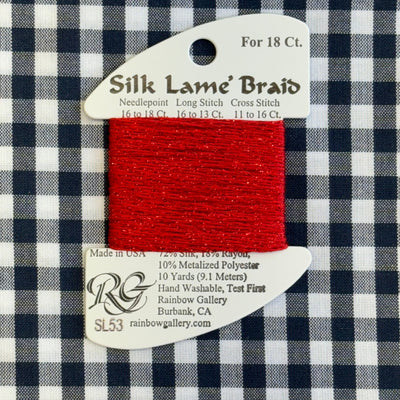 For 18 Ct.
Silk Lame' Braid
Needlepoint Long Stitch Cross Stitch
16 to 18 Ct. 16 to 13 Ct. 11 to 16 Ct.
Made in USA 72% Silk, 18% Rayon,
10% Metalized Polyester
10 Yards (9.1 Meters)
Hand Washable, Test First
RG
Rainbow Gallery
Burbank, CA
SL53 rainbowgallery.com